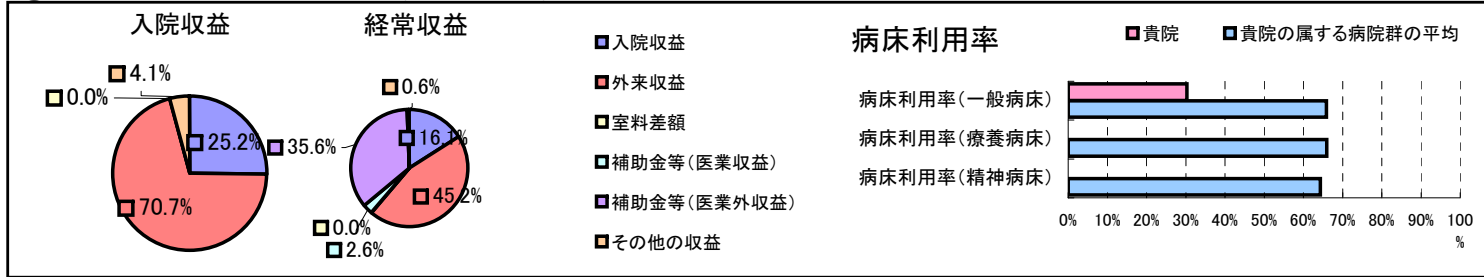 入院収益
4.1%
0.0%
25.2%
70.7%
経常収益
0.6%
35.6%
16.1%
45.2%
0.0%
2.6%
入院収益
外来収益
室料差額
補助金等(医業収益)
補助金等(医業外収益)
その他の収益
病床利用率
貴院
貴院の属する病院群の平均
病床利用率(一般病床)
病床利用率(療養病床)
病床利用率(精神病床)
0% 10% 20% 30% 40% 50% 60% 70% 80% 90% 100
%